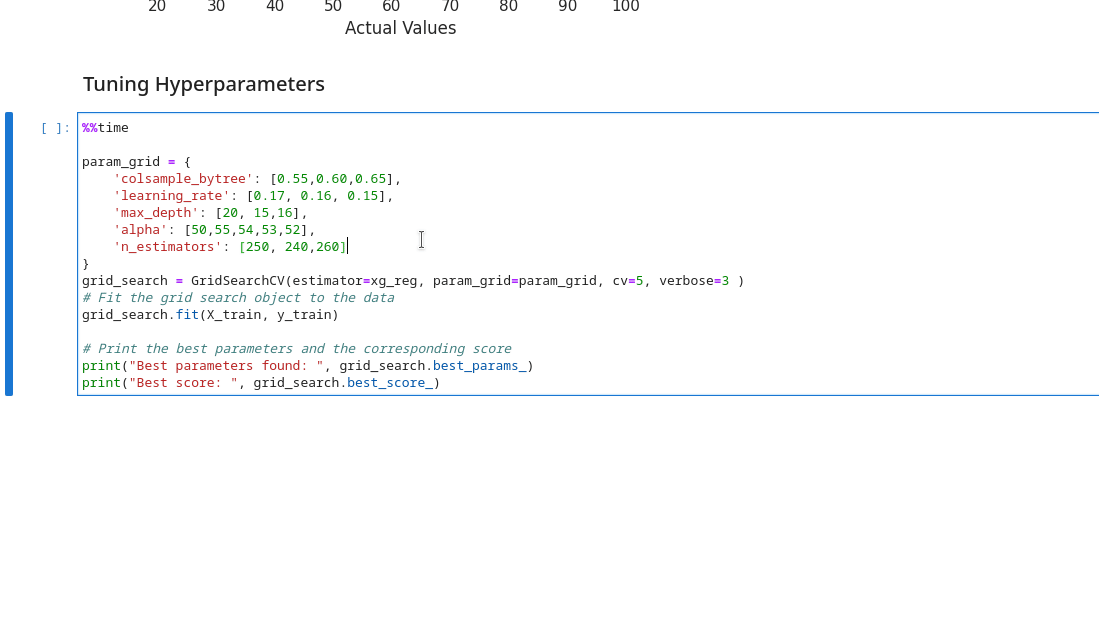 20 30 40 50 60 70 80 90 100
Actual Values
Tuning Hyperparameters
[ ]: %%time
param_grid = {
    'colsample_bytree': [0.55,0.60,0.65],
    'learning_rate': [0.17, 0.16, 0.15],
    'max_depth': [20, 15,16],
    'alpha': [50,55,54,53,52],
    'n_estimators': [250, 240,260]
}
grid_search = GridSearchCV(estimator=xg_reg, param_grid=param_grid, cv=5, verbose=3 )
# Fit the grid search object to the data
grid_search.fit(X_train, y_train)
# Print the best parameters and the corresponding score
print("Best parameters found: ", grid_search.best_params_)
print("Best score: ", grid_search.best_score_)